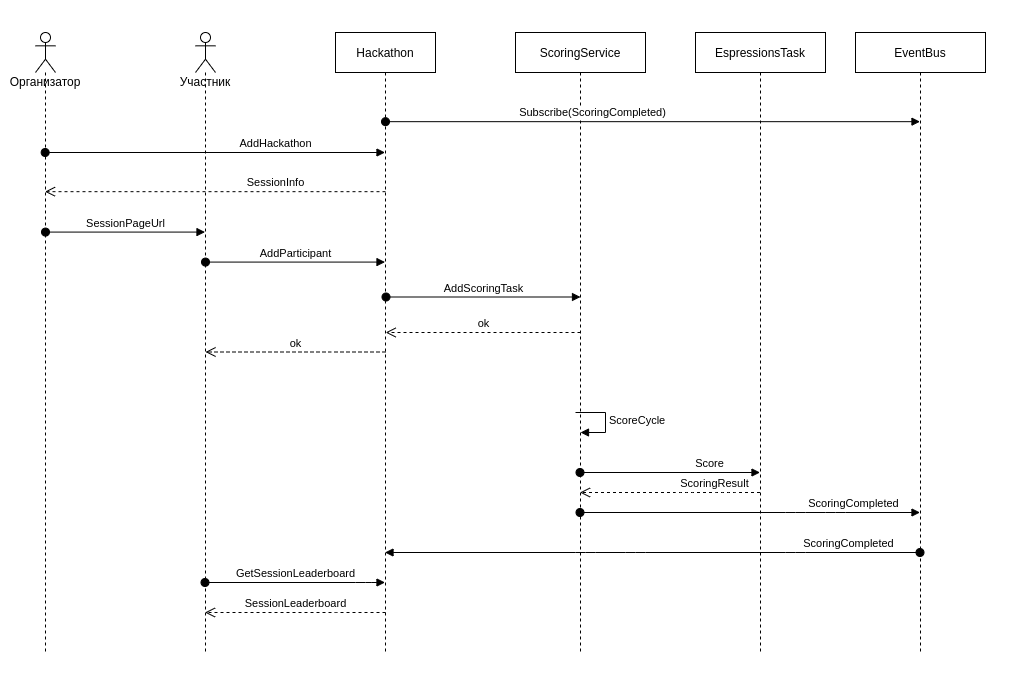 Hackathon
ScoringService
EspressionsTask
EventBus
Организатор
Участник
Subscribe(ScoringCompleted)
AddHackathon
SessionInfo
SessionPageUrl
AddParticipant
AddScoringTask
ok
ok
ScoreCycle
Score
ScoringResult
ScoringCompleted
ScoringCompleted
GetSessionLeaderboard
SessionLeaderboard